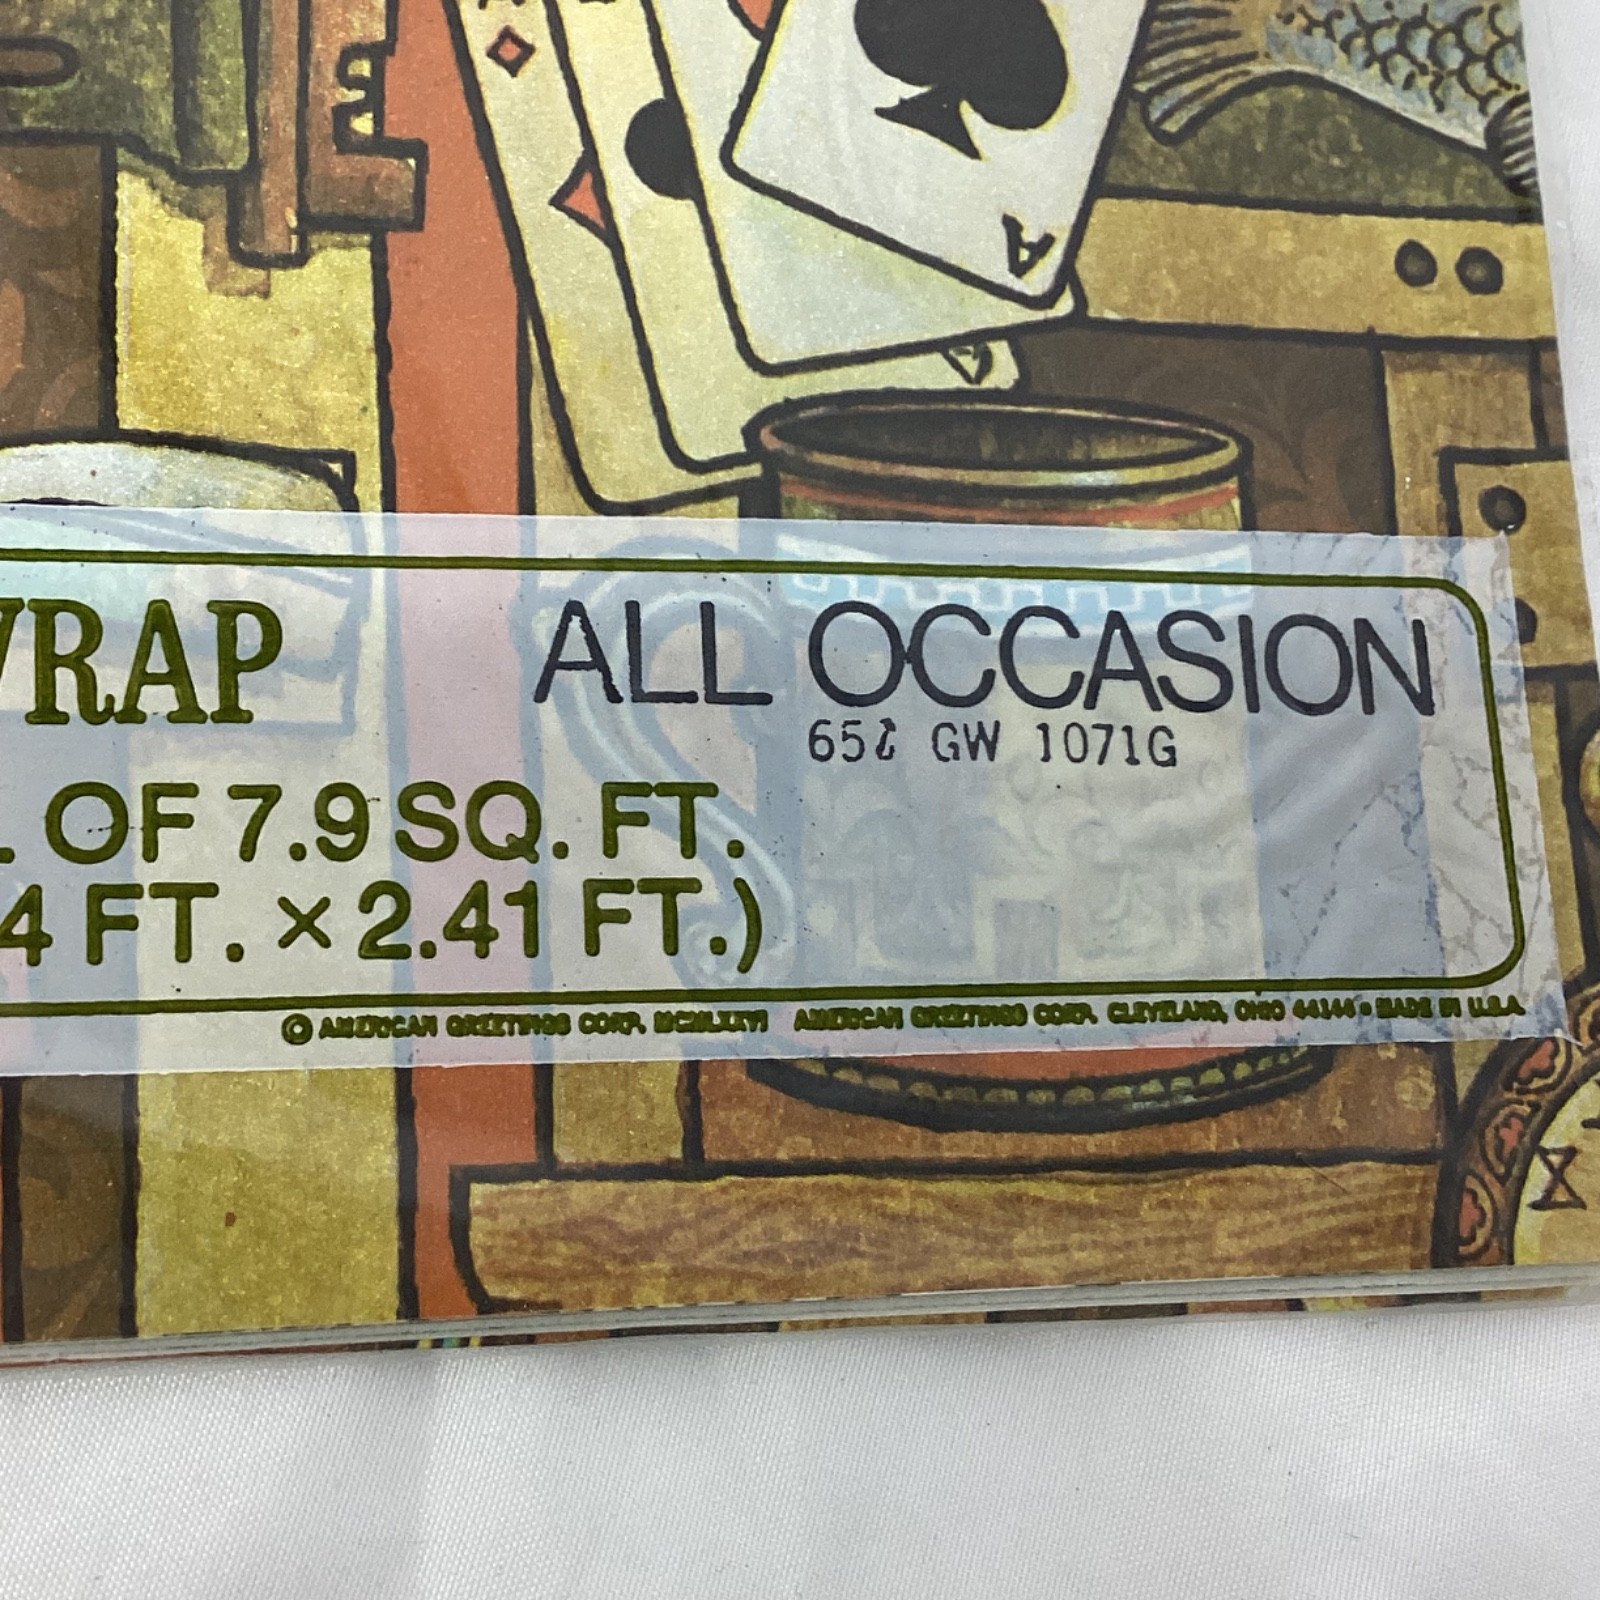 WRAP ALL OCCASION
65¢ GW 1071G
. OF 7.9 SQ. FT.
4 FT. × 2.41 FT.)
© AMERICAN GREETINGS CORP. MCMLXXVI AMERICAN GREETINGS CORP. CLEVELAND, OHIO 44144 • MADE IN U.S.A.
A